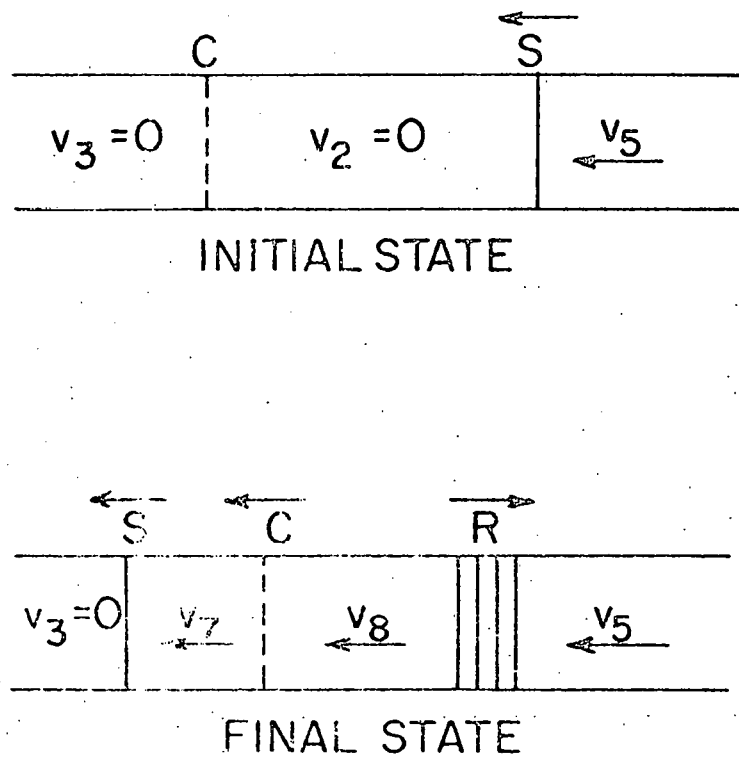 C S
v3 = 0 v2 = 0 v5
INITIAL STATE
S C R
v3 = 0 v7 v8 v5
FINAL STATE